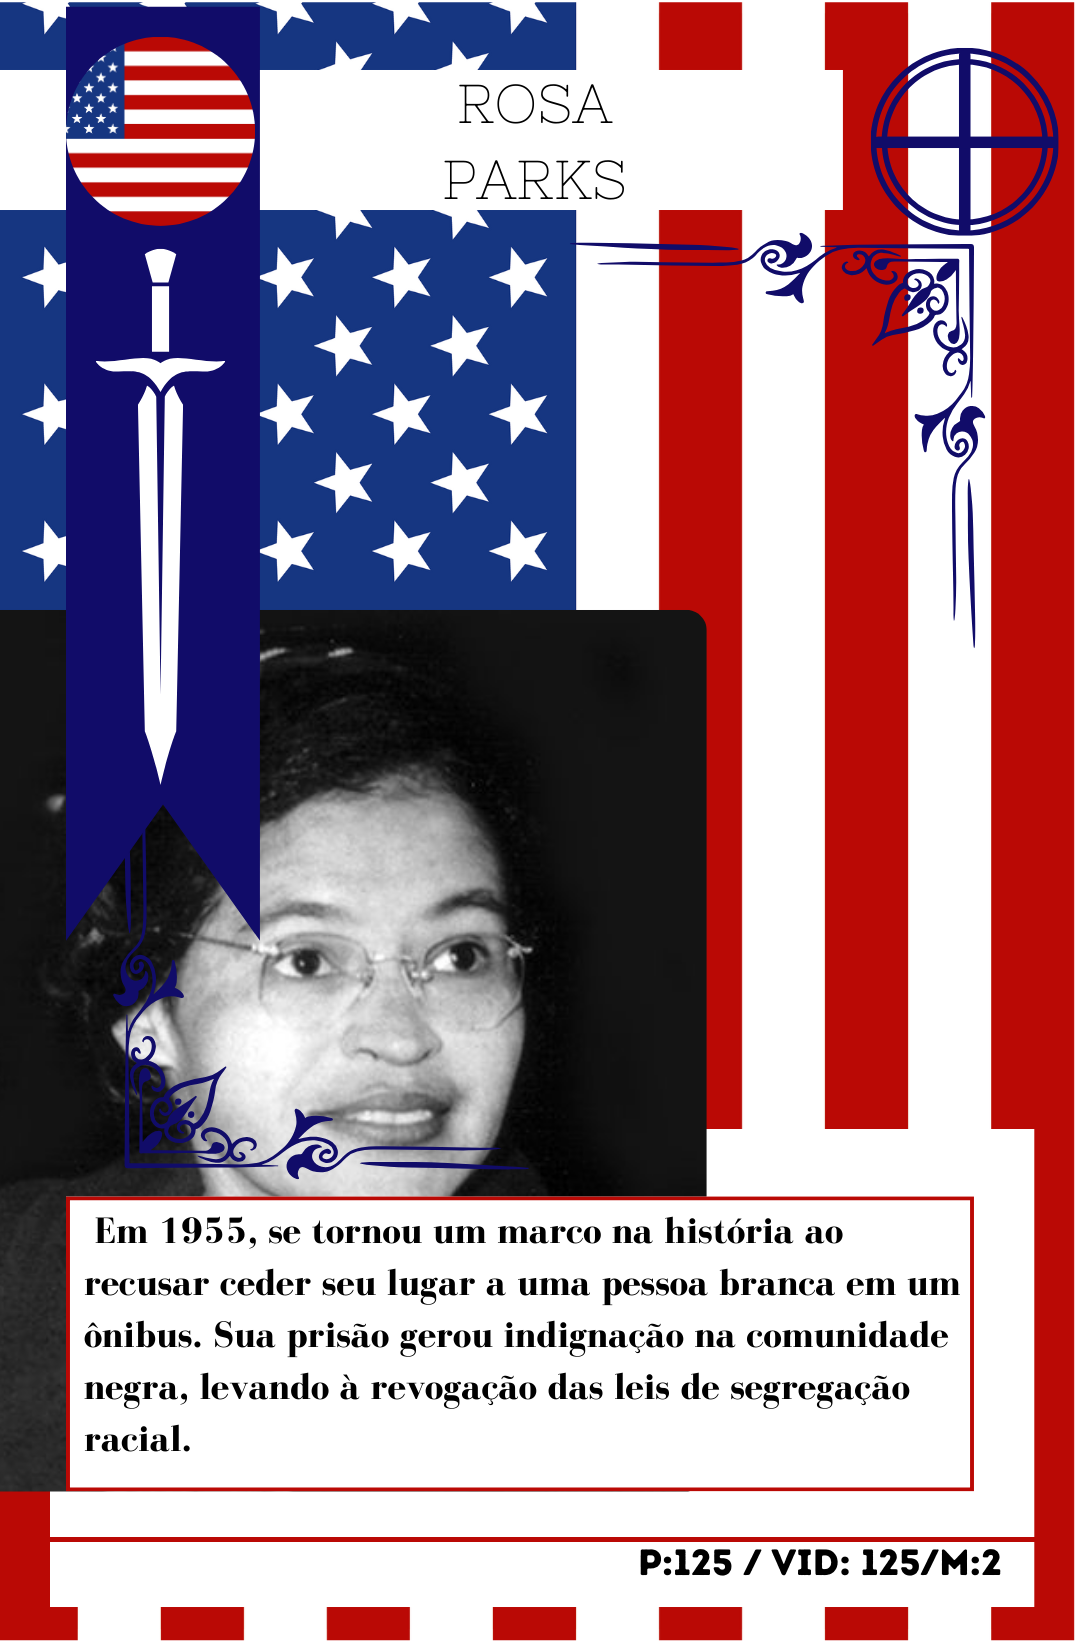 ROSA
PARKS
Em 1955, se tornou um marco na história ao
recusar ceder seu lugar a uma pessoa branca em um
ônibus. Sua prisão gerou indignação na comunidade
negra, levando à revogação das leis de segregação
racial.
P:125 / VID: 125/M:2